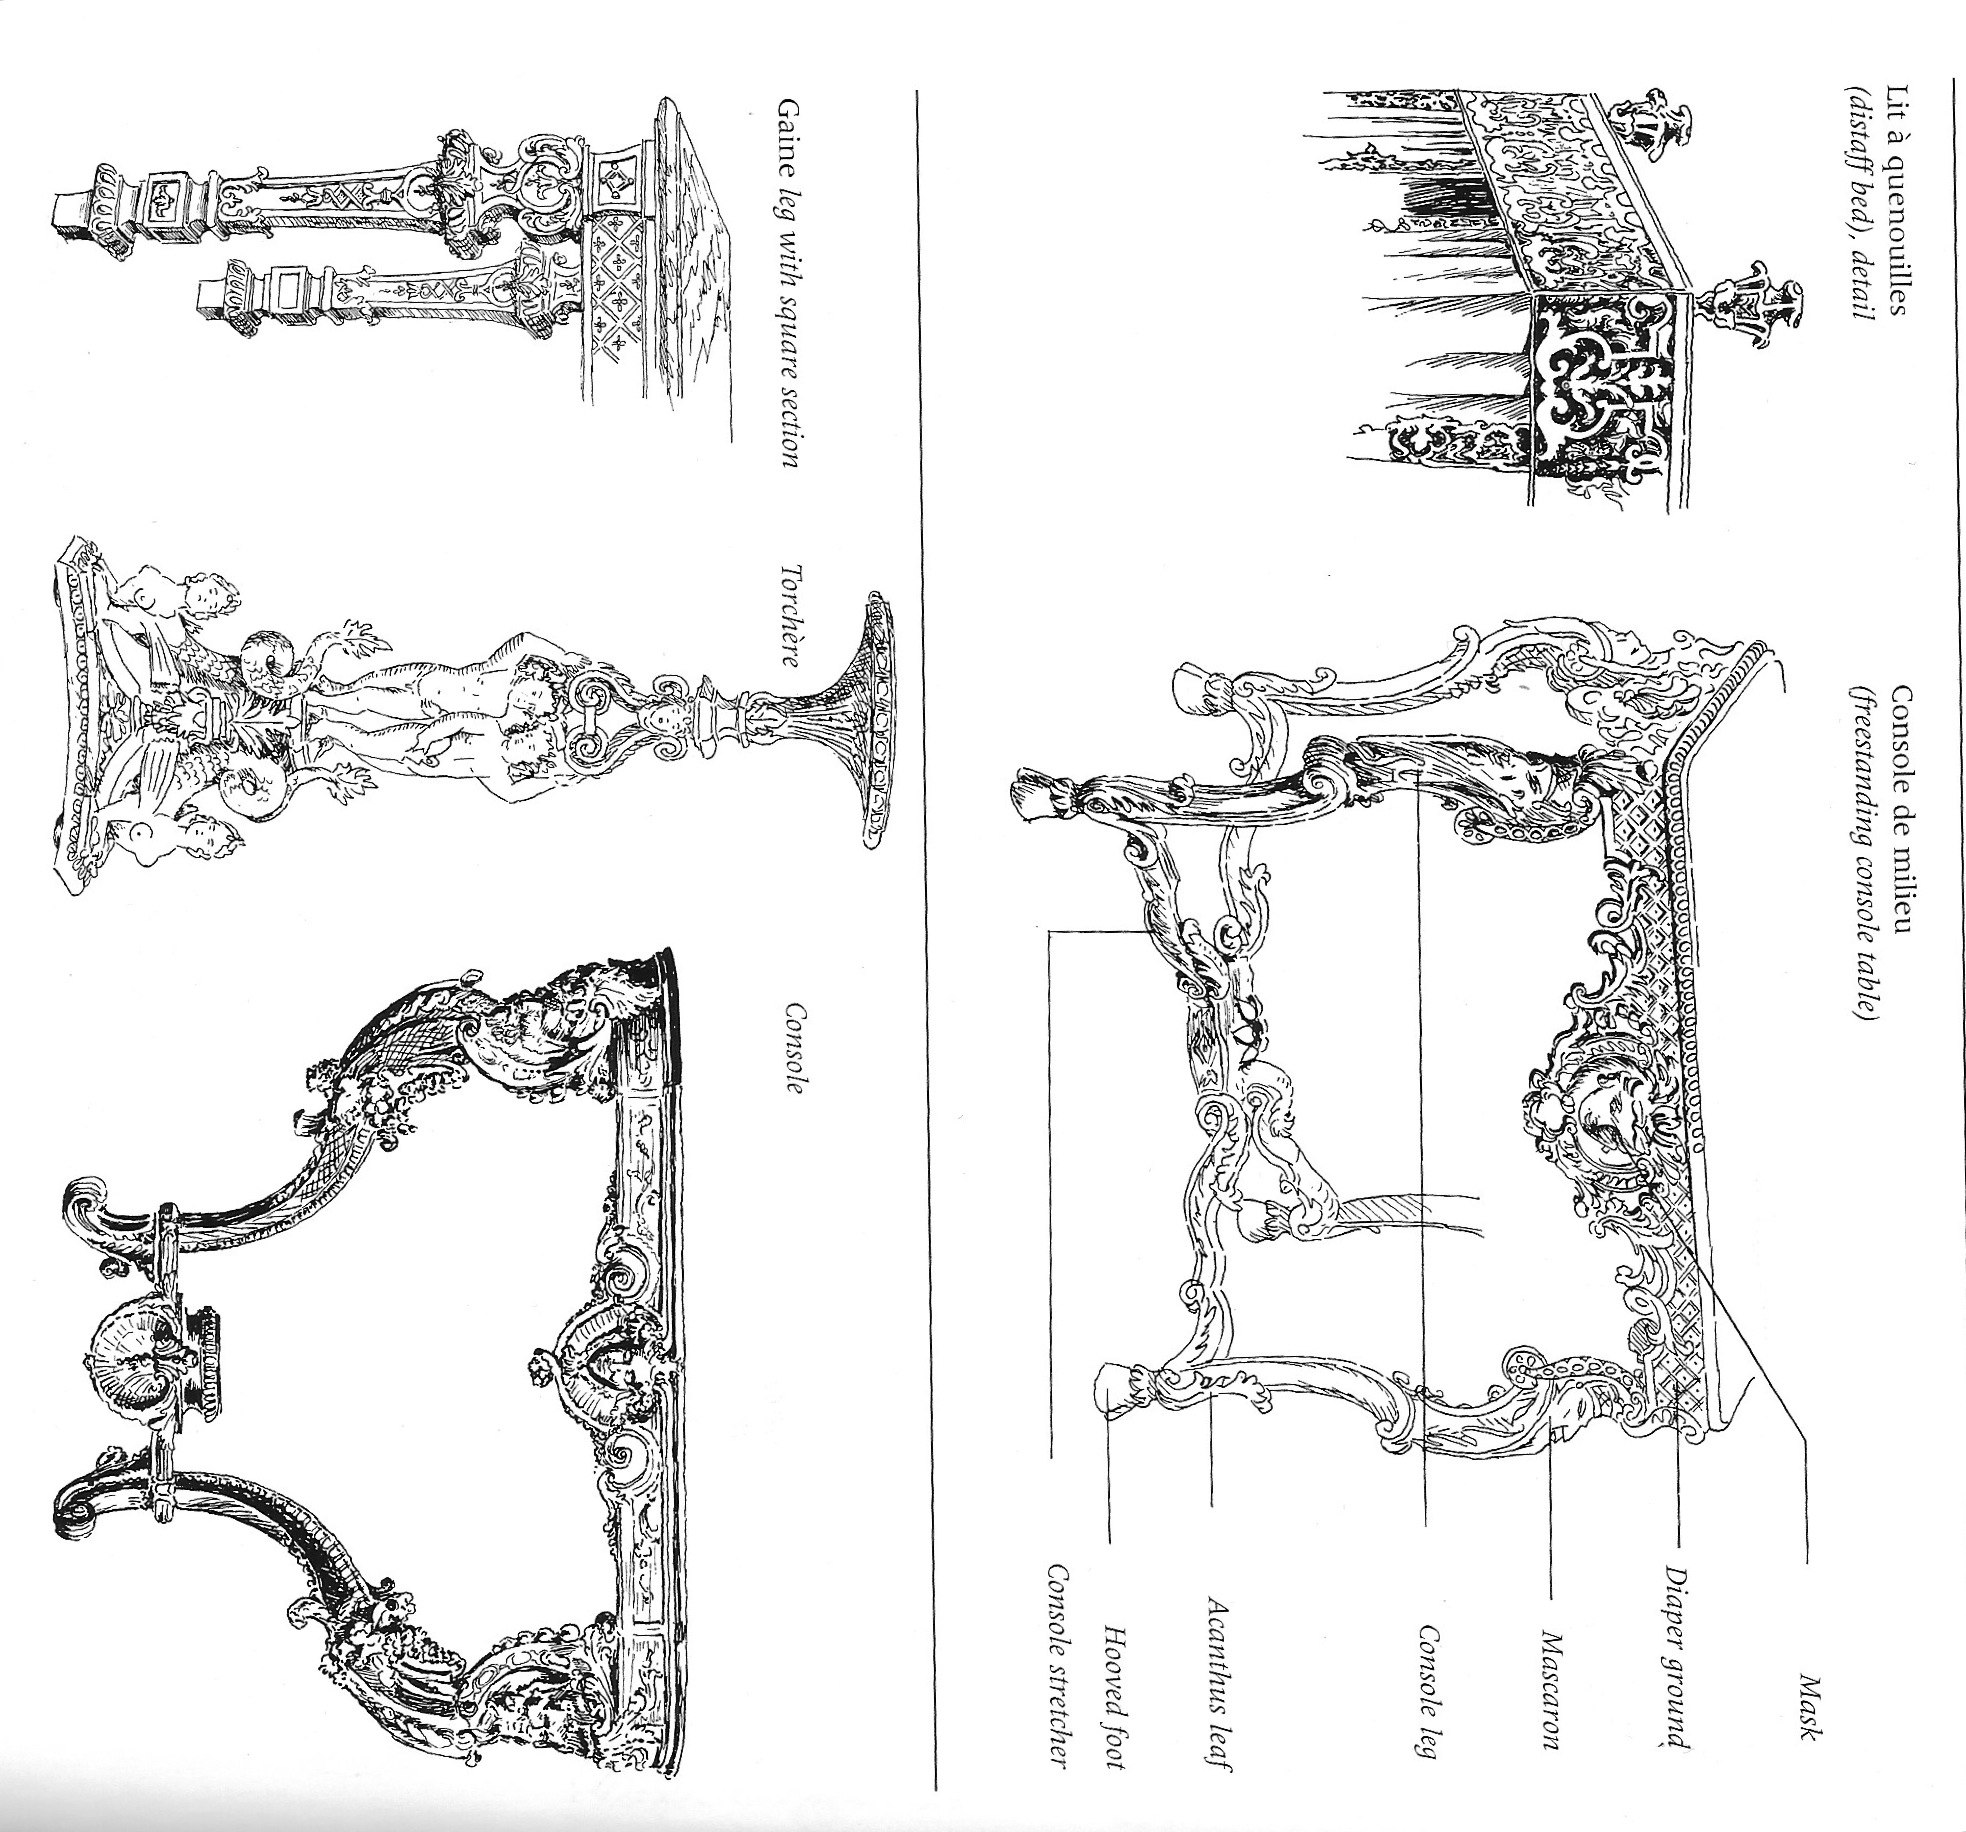 Lit à quenouilles
(distaff bed), detail
Console de milieu
(freestanding console table)
Mask
Diaper ground
Mascaron
Console leg
Acanthus leaf
Hooved foot
Console stretcher
Gaine leg with square section
Torchère
Console